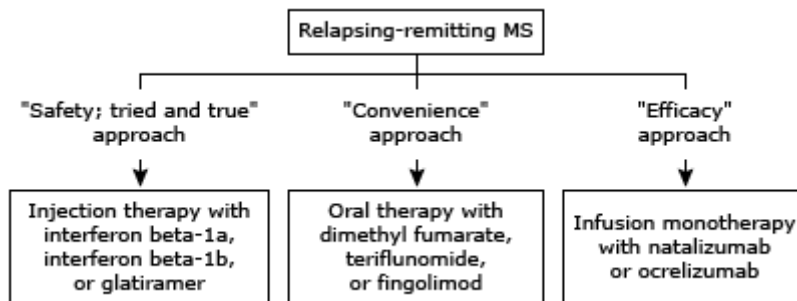 Relapsing-remitting MS
"Safety; tried and true"
approach
"Convenience"
approach
"Efficacy"
approach
Injection therapy with
interferon beta-1a,
interferon beta-1b,
or glatiramer
Oral therapy with
dimethyl fumarate,
teriflunomide,
or fingolimod
Infusion monotherapy
with natalizumab
or ocrelizumab